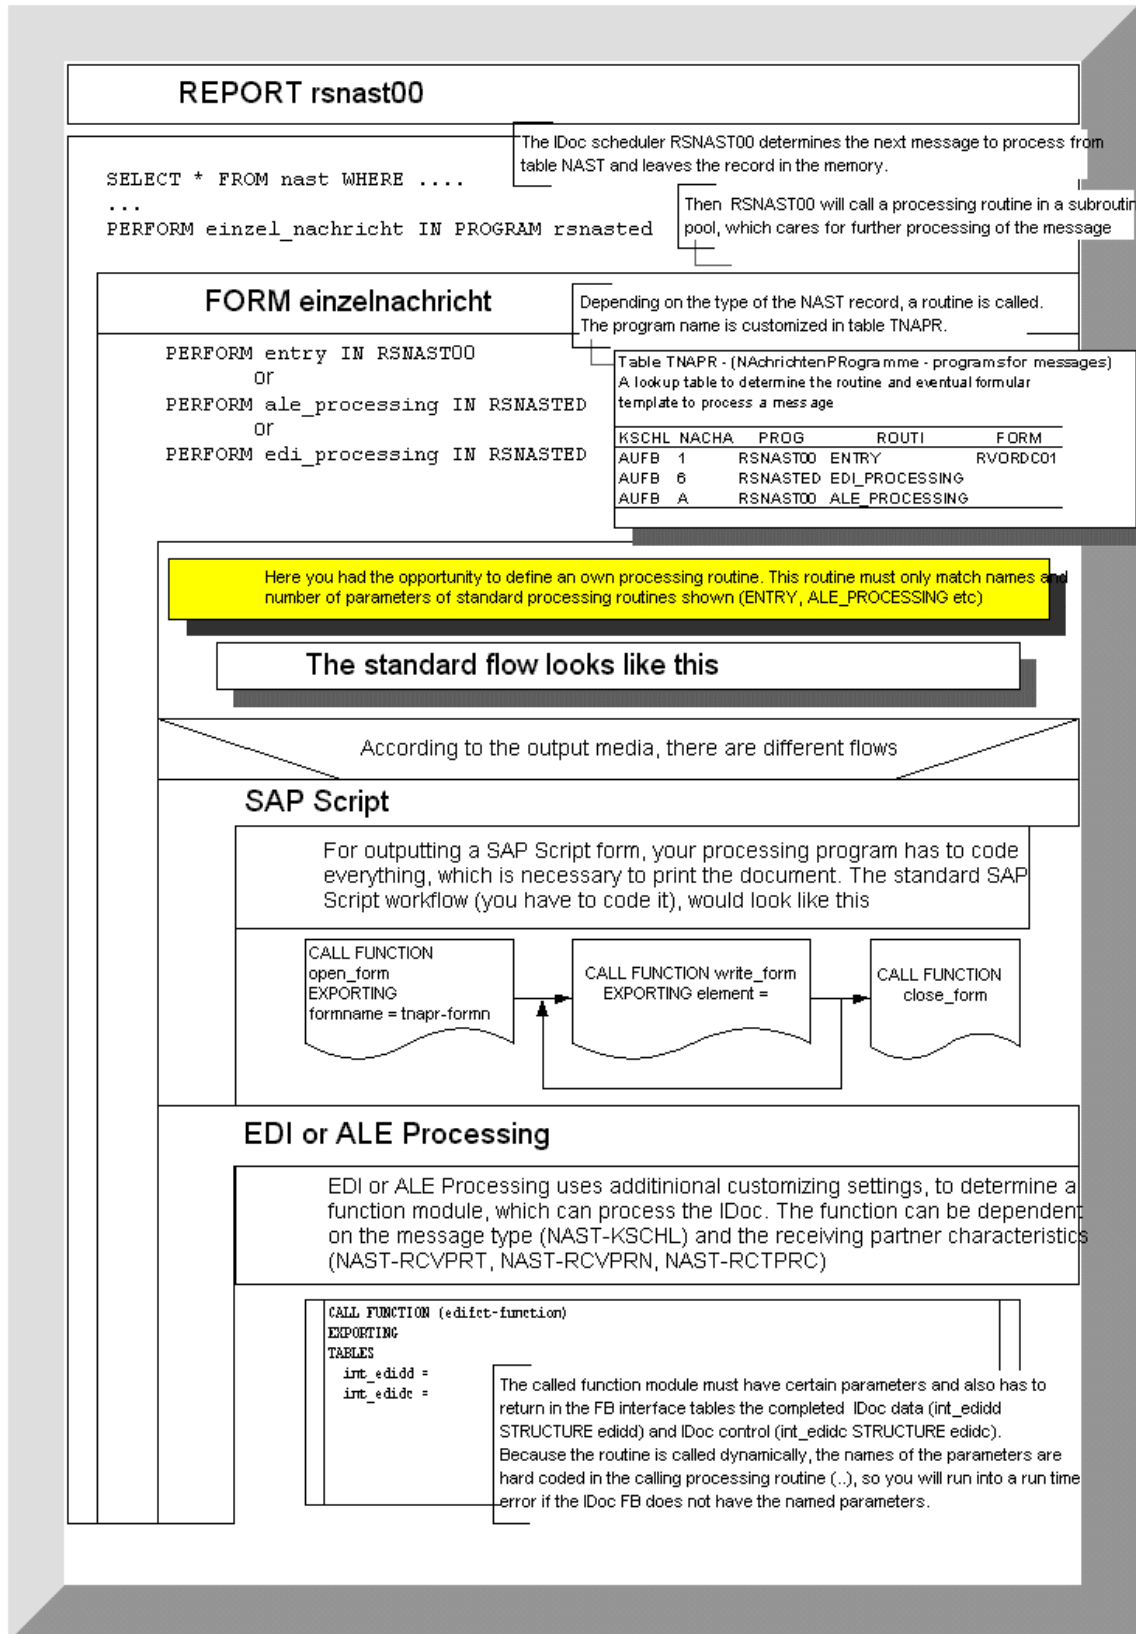 REPORT rsnast00
The IDoc scheduler RSNAST00 determines the next message to process from
table NAST and leaves the record in the memory.
SELECT * FROM nast WHERE ....
...
PERFORM einzel_nachricht IN PROGRAM rsnasted
Then RSNAST00 will call a processing routine in a subroutin
pool, which cares for further processing of the message
FORM einzelnachricht
Depending on the type of the NAST record, a routine is called.
The program name is customized in table TNAPR.
PERFORM entry IN RSNAST00
or
PERFORM ale_processing IN RSNASTED
or
PERFORM edi_processing IN RSNASTED
Table TNAPR - (NAchrichtenPRogramme - programsfor messages)
A lookup table to determine the routine and eventual formular
template to process a message
KSCHL NACHA PROG ROUTI FORM
AUFB 1 RSNAST00 ENTRY RVORDC01
AUFB 6 RSNASTED EDI_PROCESSING
AUFB A RSNAST00 ALE_PROCESSING
Here you had the opportunity to define an own processing routine. This routine must only match names and
number of parameters of standard processing routines shown (ENTRY, ALE_PROCESSING etc)
The standard flow looks like this
According to the output media, there are different flows
SAP Script
For outputting a SAP Script form, your processing program has to code
everything, which is necessary to print the document. The standard SAP
Script workflow (you have to code it), would look like this
CALL FUNCTION
open_form
EXPORTING
formname = tnapr-formn
CALL FUNCTION write_form
EXPORTING element =
CALL FUNCTION
close_form
EDI or ALE Processing
EDI or ALE Processing uses additinional customizing settings, to determine a
function module, which can process the IDoc. The function can be dependent
on the message type (NAST-KSCHL) and the receiving partner characteristics
(NAST-RCVPRT, NAST-RCVPRN, NAST-RCTPRC)
CALL FUNCTION (edifct-function)
EXPORTING
TABLES
int_edidd =
int_edidc =
The called function module must have certain parameters and also has to
return in the FB interface tables the completed IDoc data (int_edidd
STRUCTURE edidd) and IDoc control (int_edidc STRUCTURE edidc).
Because the routine is called dynamically, the names of the parameters are
hard coded in the calling processing routine (..), so you will run into a run time
error if the IDoc FB does not have the named parameters.